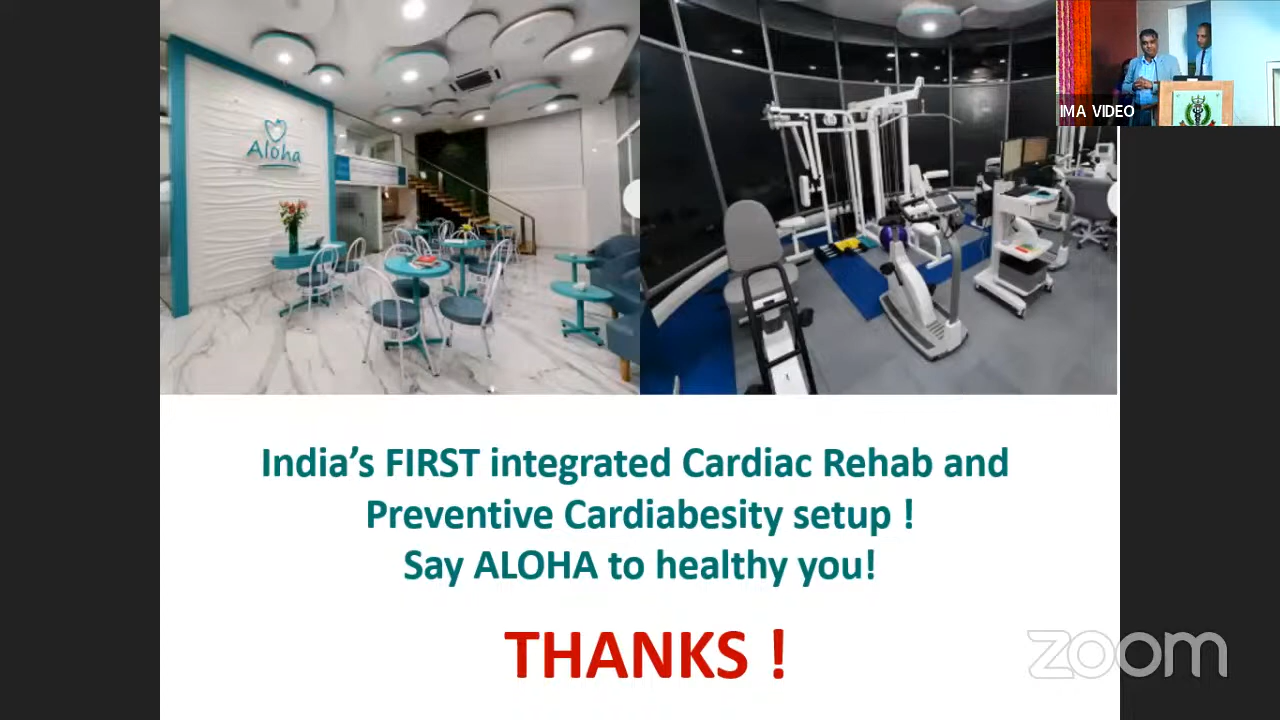 Aloha
IMA VIDEO
India's FIRST integrated Cardiac Rehab and
Preventive Cardiabesity setup !
Say ALOHA to healthy you!
THANKS !
zoom